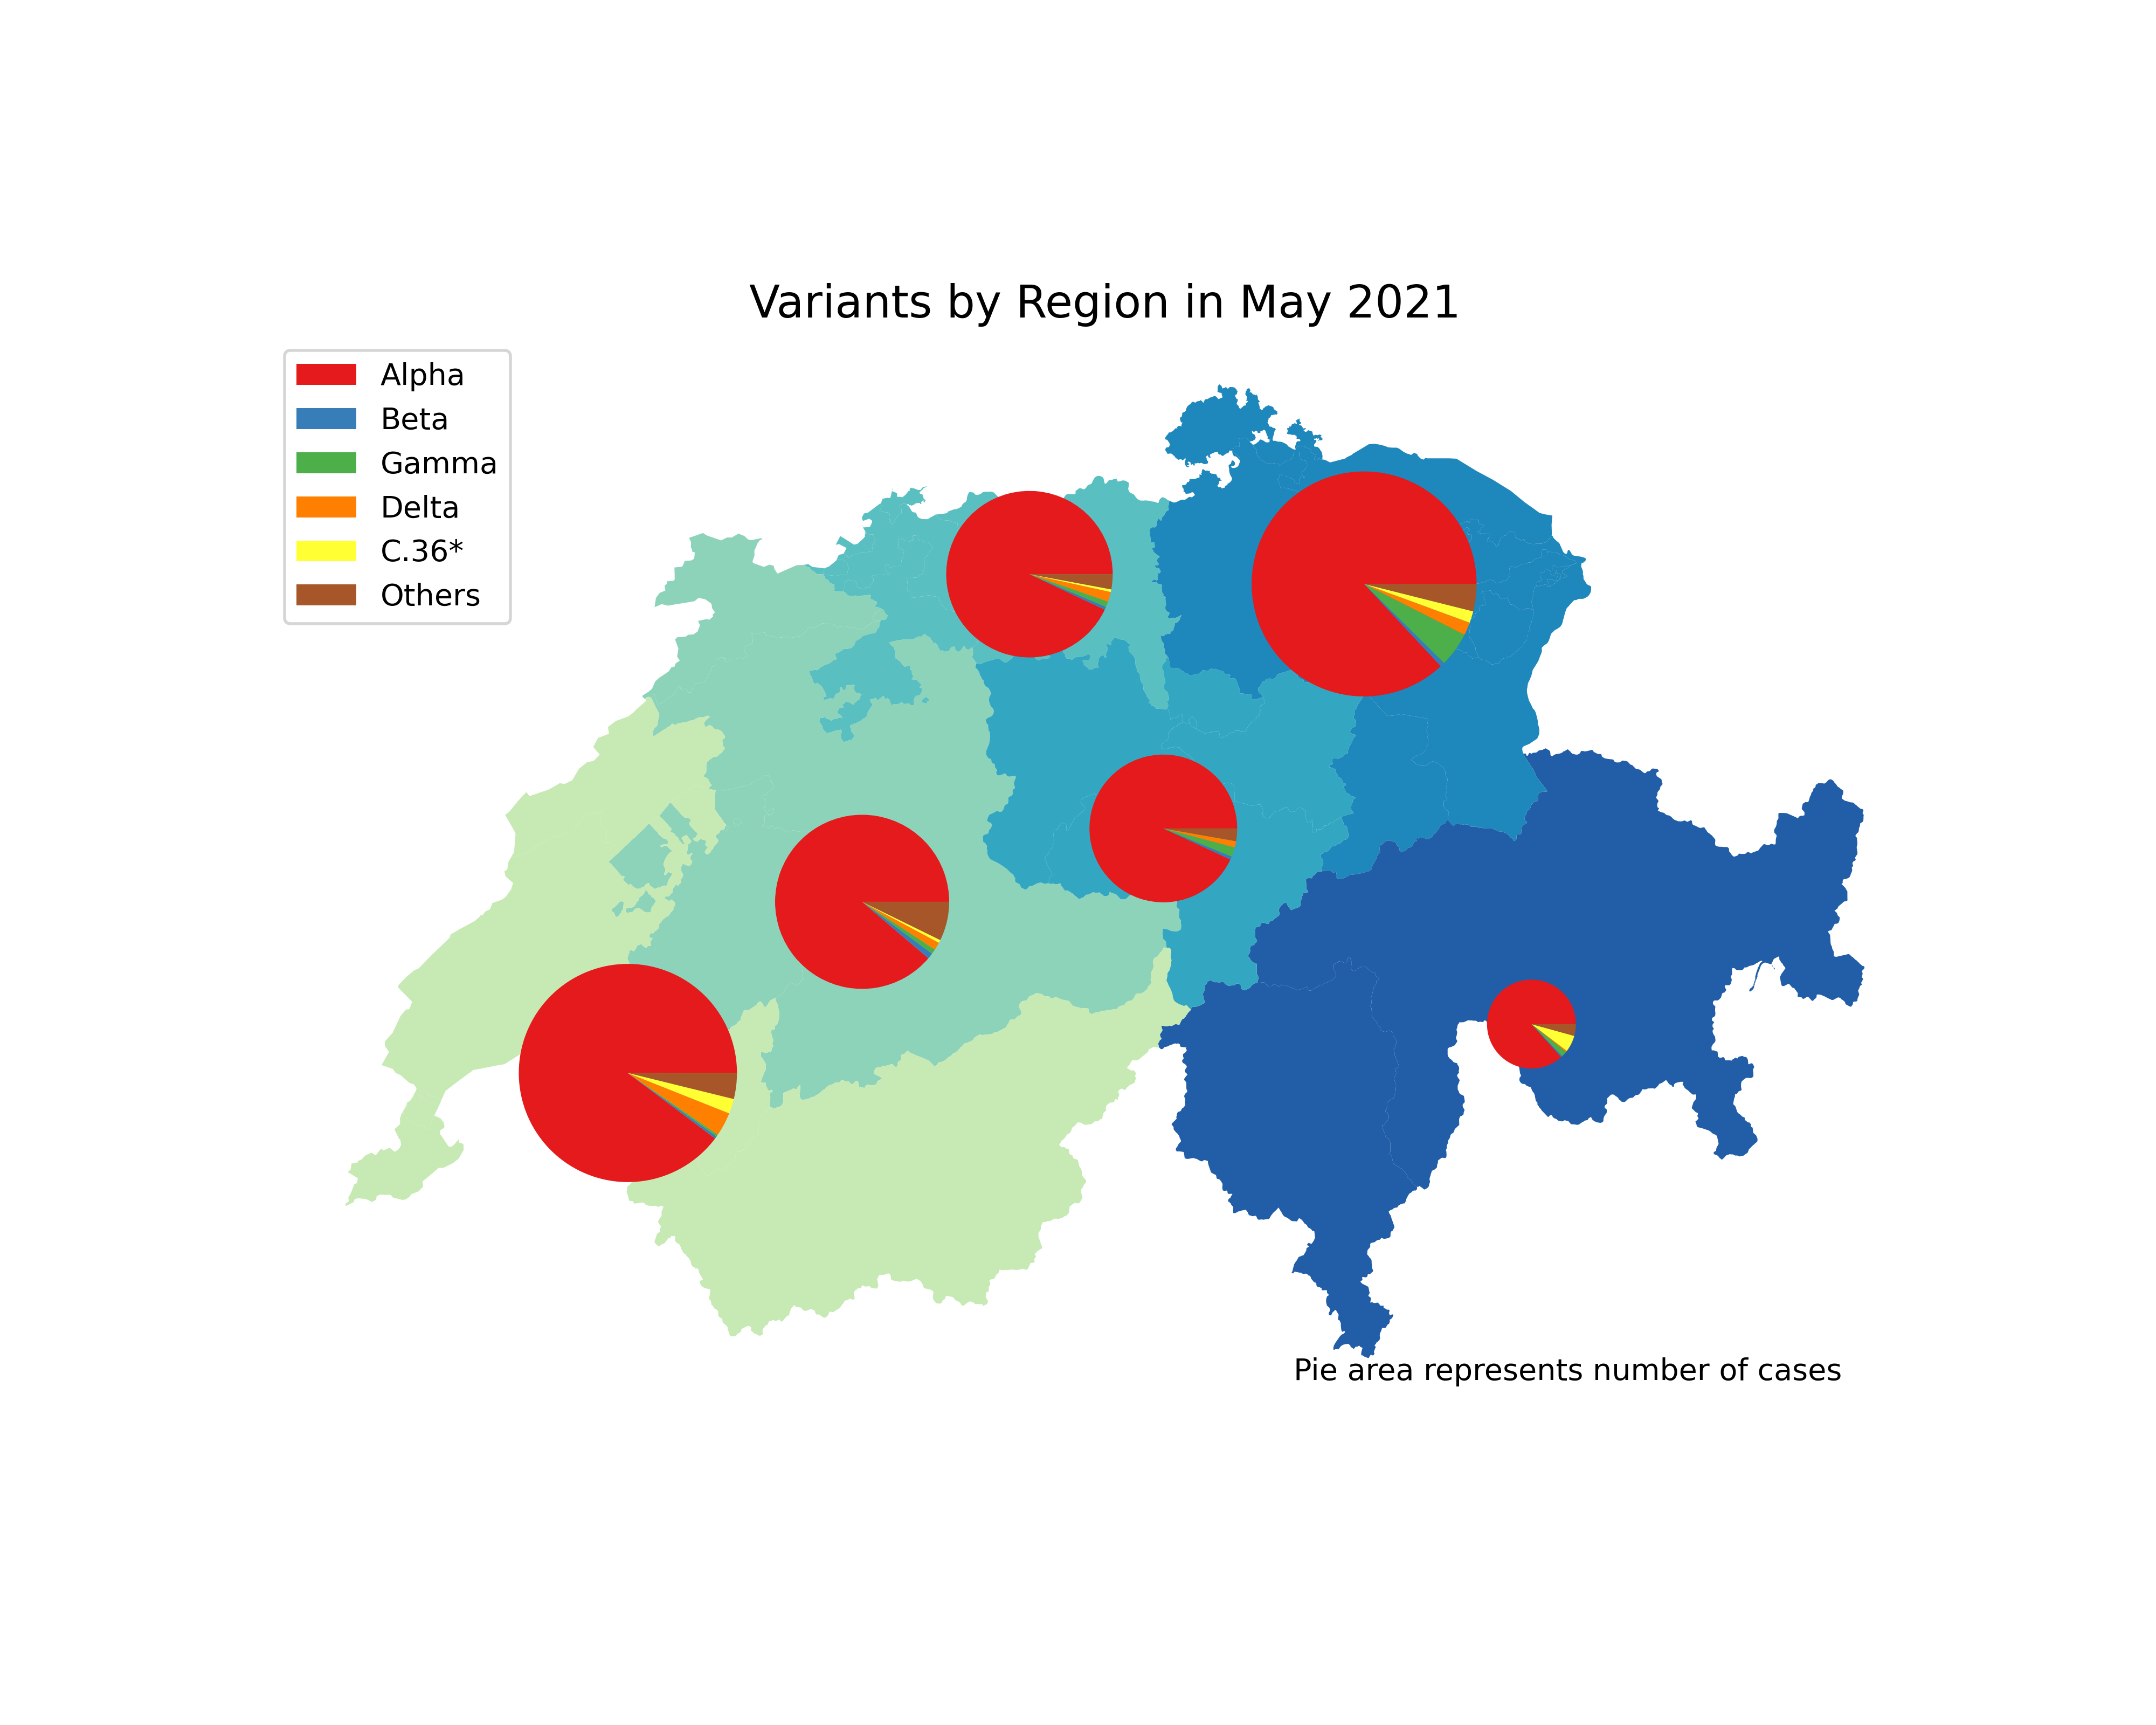 Variants by Region in May 2021
Alpha
Beta
Gamma
Delta
C.36*
Others
Pie area represents number of cases